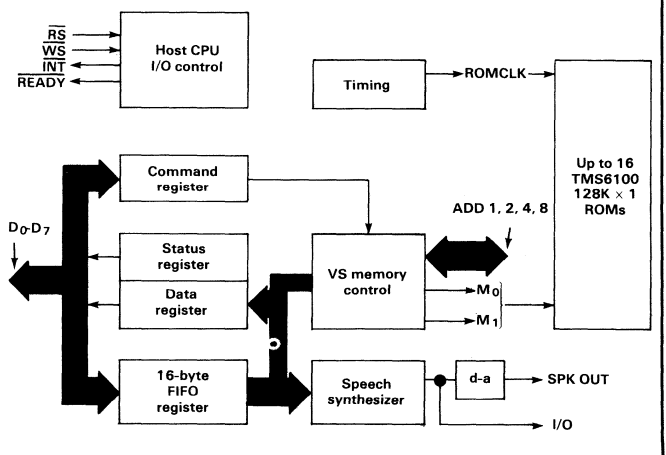 RS
WS
INT
READY
Host CPU
I/O control
Timing
ROMCLK
Up to 16
TMS6100
128K × 1
ROMs
Command
register
ADD 1, 2, 4, 8
D0-D7
Status
register
Data
register
VS memory
control
M0
M1
16-byte
FIFO
register
Speech
synthesizer
d-a
SPK OUT
I/O